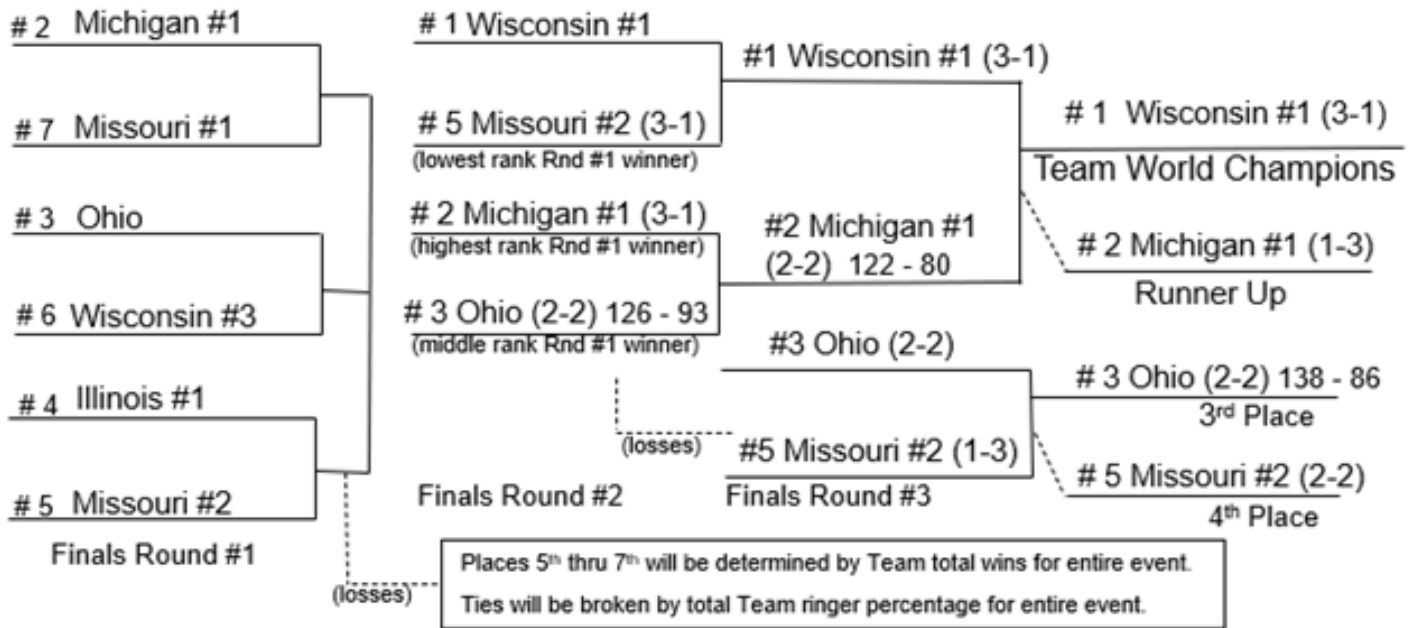 # 2 Michigan #1
# 7 Missouri #1
# 3 Ohio
# 6 Wisconsin #3
# 4 Illinois #1
# 5 Missouri #2
Finals Round #1
# 1 Wisconsin #1
# 5 Missouri #2 (3-1)
(lowest rank Rnd #1 winner)
# 2 Michigan #1 (3-1)
(highest rank Rnd #1 winner)
# 3 Ohio (2-2) 126 - 93
(middle rank Rnd #1 winner)
(losses)
Finals Round #2
#1 Wisconsin #1 (3-1)
#2 Michigan #1
(2-2) 122 - 80
#3 Ohio (2-2)
#5 Missouri #2 (1-3)
Finals Round #3
# 1 Wisconsin #1 (3-1)
Team World Champions
# 2 Michigan #1 (1-3)
Runner Up
# 3 Ohio (2-2) 138 - 86
3rd Place
# 5 Missouri #2 (2-2)
4th Place
(losses)
Places 5th thru 7th will be determined by Team total wins for entire event.
Ties will be broken by total Team ringer percentage for entire event.